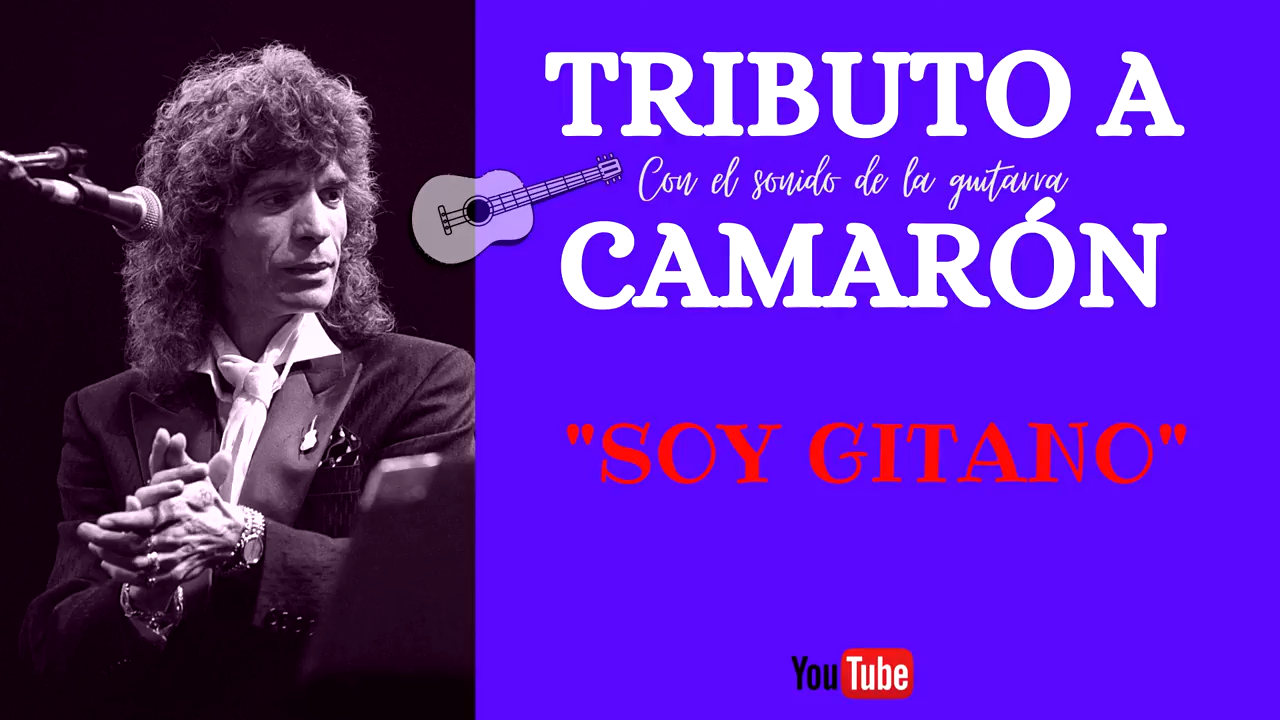 TRIBUTO A
Con el sonido de la guitarra
CAMARÓN
"SOY GITANO"
YouTube